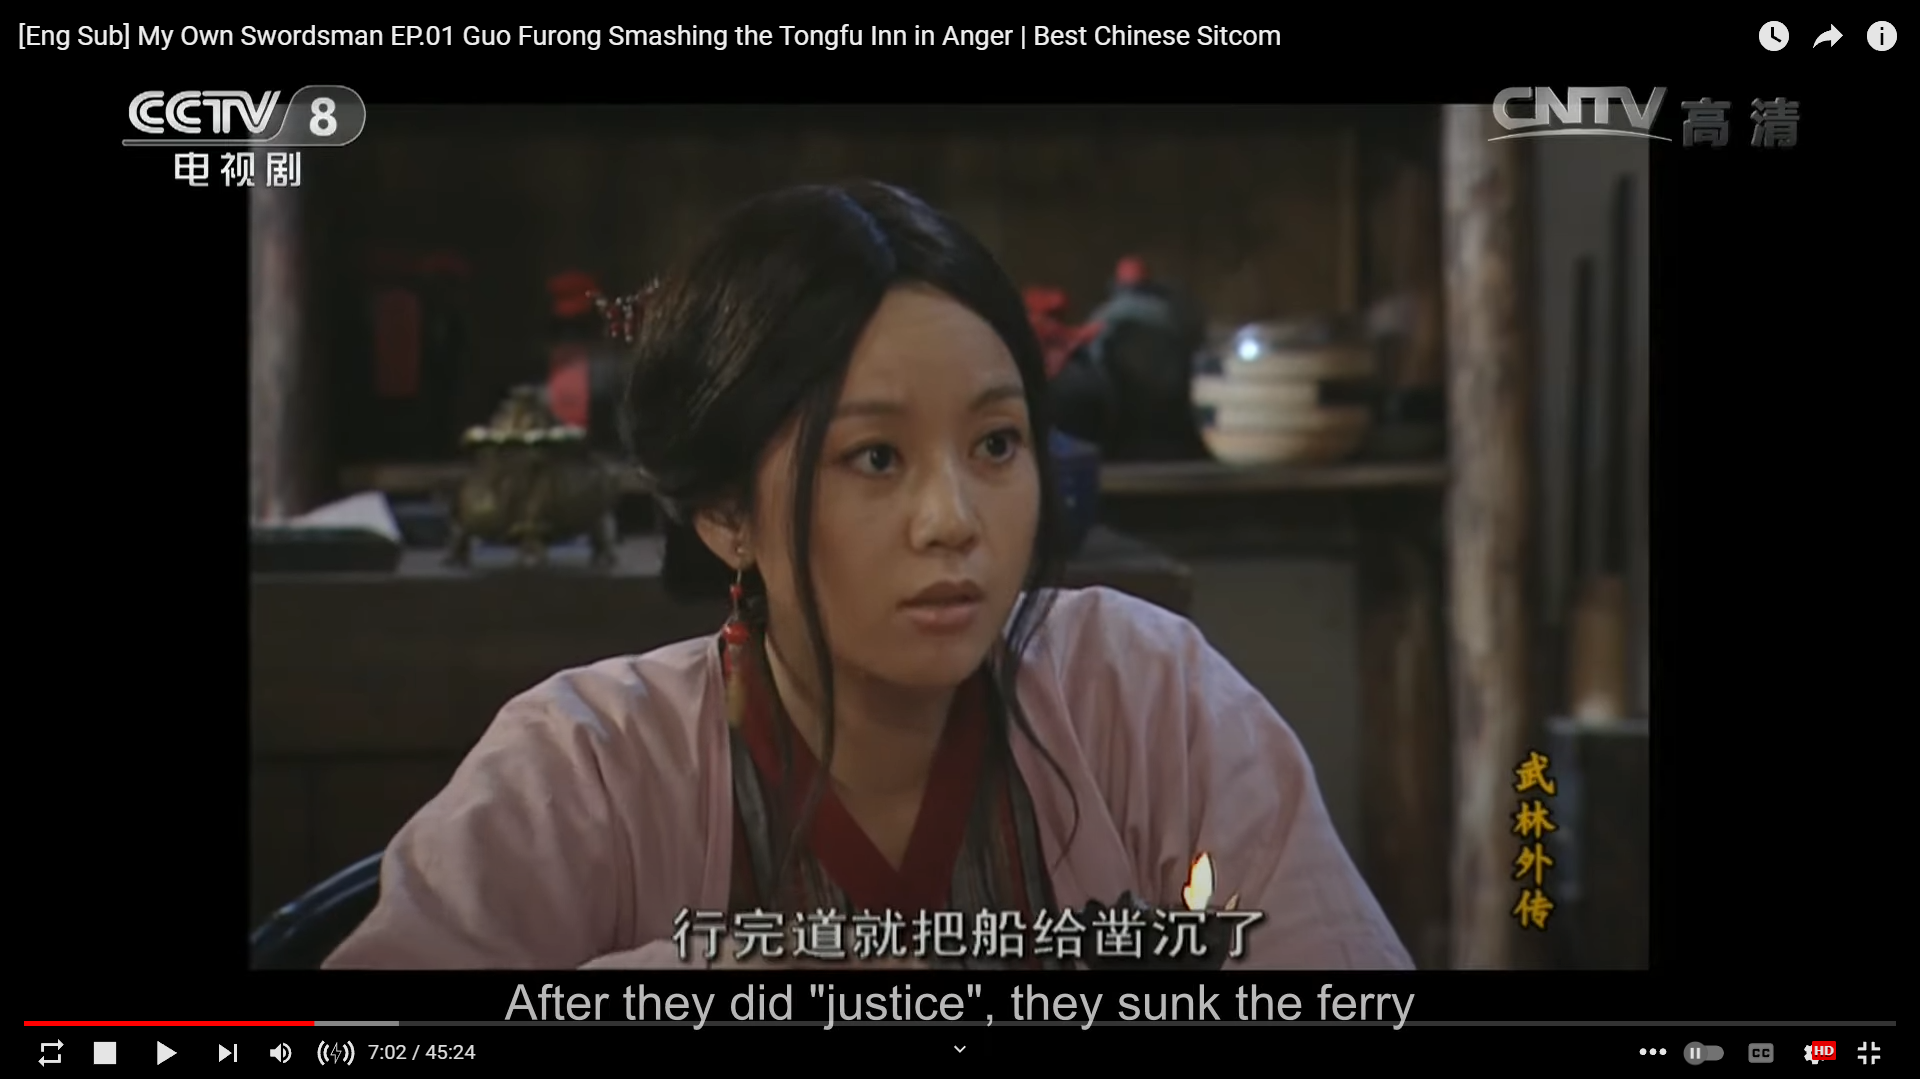 [Eng Sub] My Own Swordsman EP.01 Guo Furong Smashing the Tongfu Inn in Anger | Best Chinese Sitcom
CCTV 8
电视剧
CNTV 高清
武林外传
行完道就把船给凿沉了
After they did "justice", they sunk the ferry
7:02 / 45:24
CC
HD